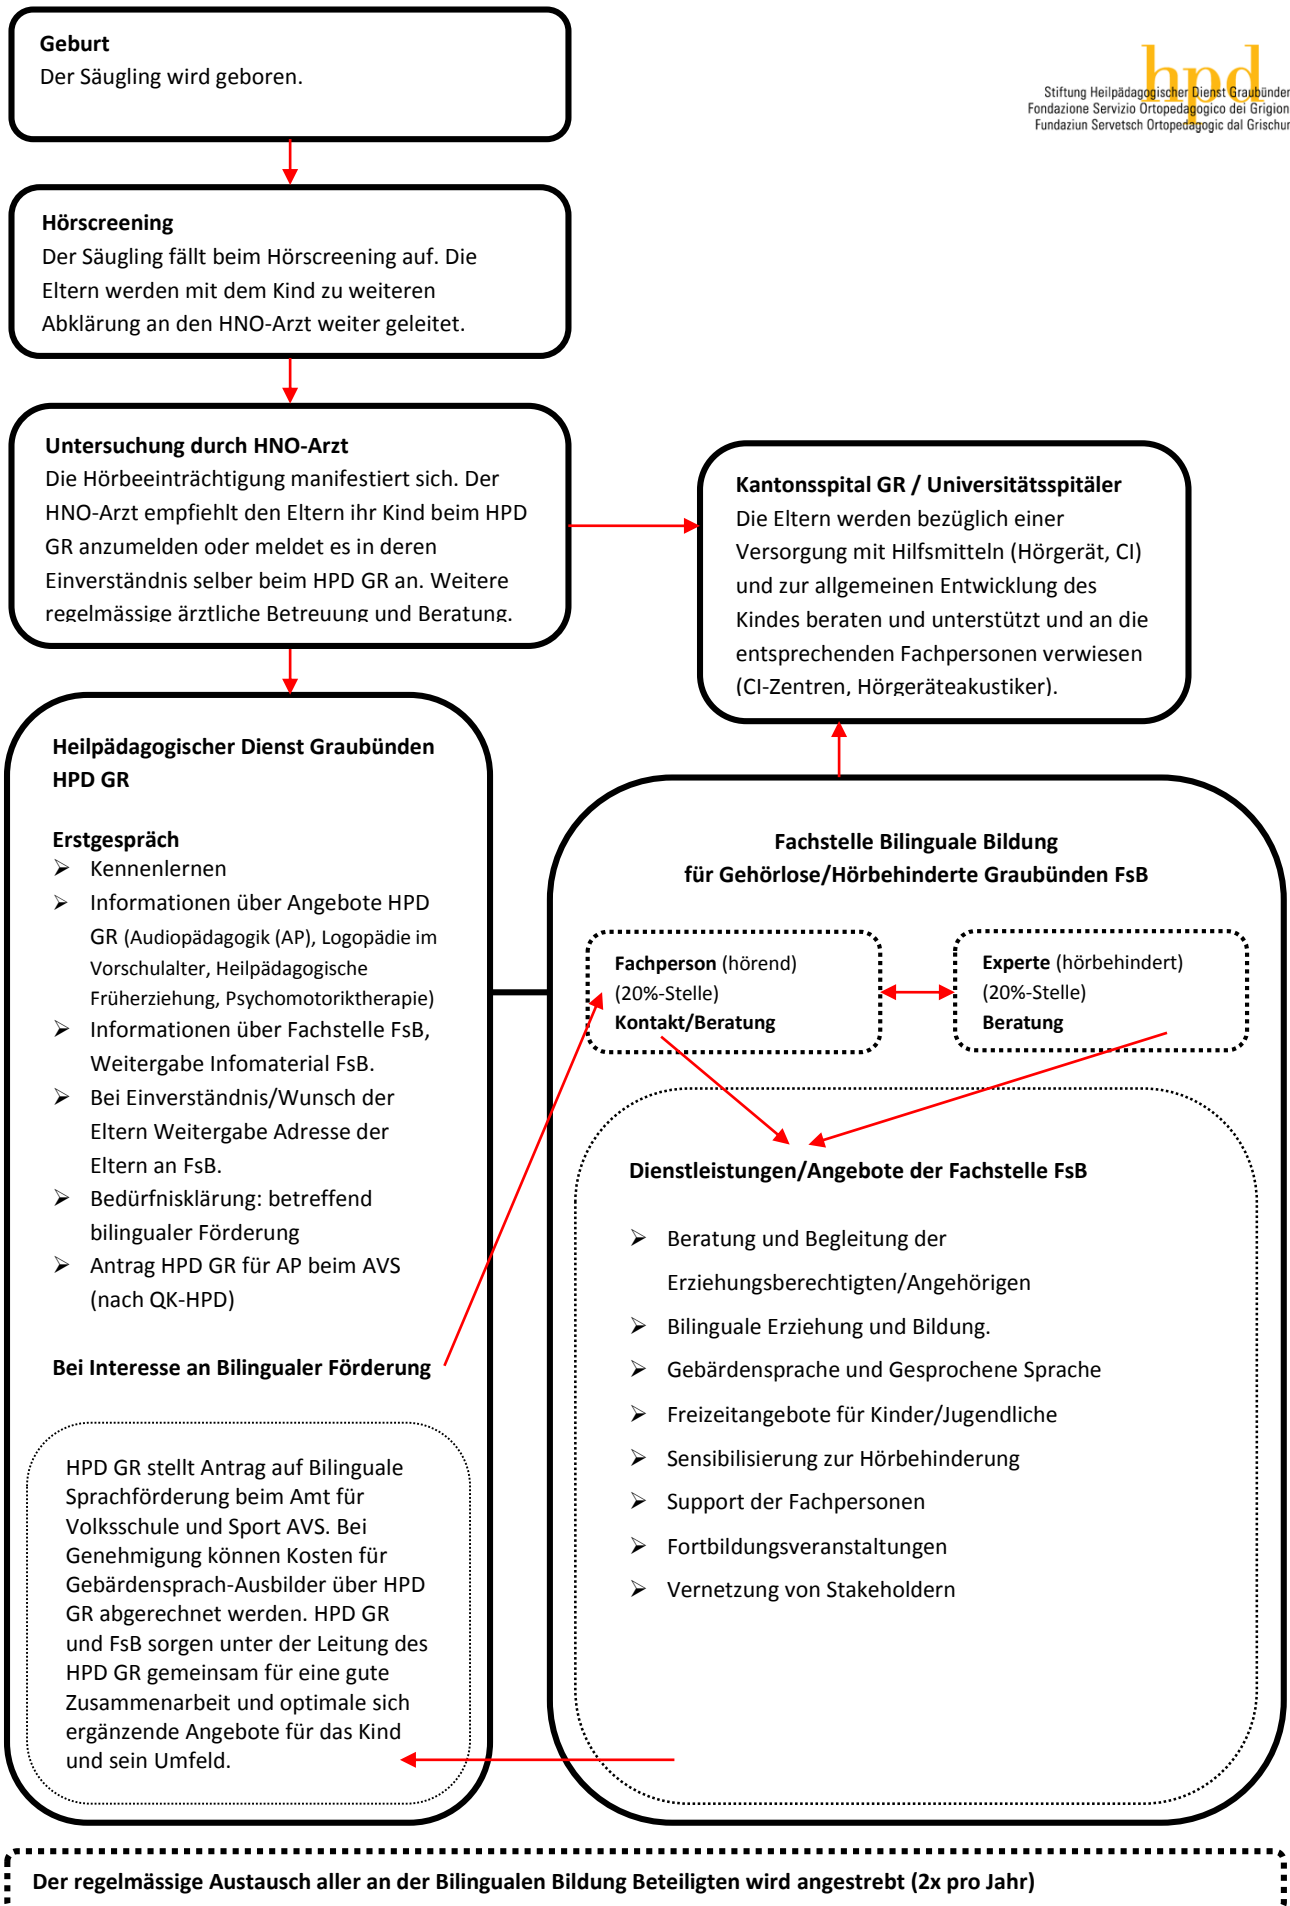 Geburt
Der Säugling wird geboren.
hpd
Stiftung Heilpädagogischer Dienst Graubünden
Fondazione Servizio Ortopedagogico dei Grigion
Fundaziun Servetsch Ortopedagogic dal Grischun
Hörscreening
Der Säugling fällt beim Hörscreening auf. Die
Eltern werden mit dem Kind zu weiteren
Abklärung an den HNO-Arzt weiter geleitet.
Untersuchung durch HNO-Arzt
Die Hörbeeinträchtigung manifestiert sich. Der
HNO-Arzt empfiehlt den Eltern ihr Kind beim HPD
GR anzumelden oder meldet es in deren
Einverständnis selber beim HPD GR an. Weitere
regelmässige ärztliche Betreuung und Beratung.
Kantonsspital GR / Universitätsspitäler
Die Eltern werden bezüglich einer
Versorgung mit Hilfsmitteln (Hörgerät, CI)
und zur allgemeinen Entwicklung des
Kindes beraten und unterstützt und an die
entsprechenden Fachpersonen verwiesen
(CI-Zentren, Hörgeräteakustiker).
Heilpädagogischer Dienst Graubünden
HPD GR
Erstgespräch
➢ Kennenlernen
➢ Informationen über Angebote HPD
GR (Audiopädagogik (AP), Logopädie im
Vorschulalter, Heilpädagogische
Früherziehung, Psychomotoriktherapie)
➢ Informationen über Fachstelle FsB,
Weitergabe Infomaterial FsB.
➢ Bei Einverständnis/Wunsch der
Eltern Weitergabe Adresse der
Eltern an FsB.
➢ Bedürfnisklärung: betreffend
bilingualer Förderung
➢ Antrag HPD GR für AP beim AVS
(nach QK-HPD)
Bei Interesse an Bilingualer Förderung
HPD GR stellt Antrag auf Bilinguale
Sprachförderung beim Amt für
Volksschule und Sport AVS. Bei
Genehmigung können Kosten für
Gebärdensprach-Ausbilder über HPD
GR abgerechnet werden. HPD GR
und FsB sorgen unter der Leitung des
HPD GR gemeinsam für eine gute
Zusammenarbeit und optimale sich
ergänzende Angebote für das Kind
und sein Umfeld.
Fachstelle Bilinguale Bildung
für Gehörlose/Hörbehinderte Graubünden FsB
Fachperson (hörend)
(20%-Stelle)
Kontakt/Beratung
Experte (hörbehindert)
(20%-Stelle)
Beratung
Dienstleistungen/Angebote der Fachstelle FsB
➢ Beratung und Begleitung der
Erziehungsberechtigten/Angehörigen
➢ Bilinguale Erziehung und Bildung.
➢ Gebärdensprache und Gesprochene Sprache
➢ Freizeitangebote für Kinder/Jugendliche
➢ Sensibilisierung zur Hörbehinderung
➢ Support der Fachpersonen
➢ Fortbildungsveranstaltungen
➢ Vernetzung von Stakeholdern
Der regelmässige Austausch aller an der Bilingualen Bildung Beteiligten wird angestrebt (2x pro Jahr)